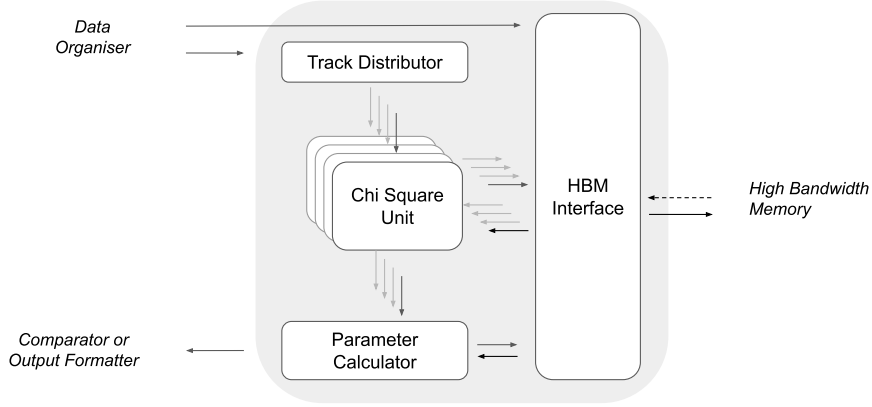 Data
Organiser
Track Distributor
Chi Square
Unit
HBM
Interface
High Bandwidth
Memory
Comparator or
Output Formatter
Parameter
Calculator